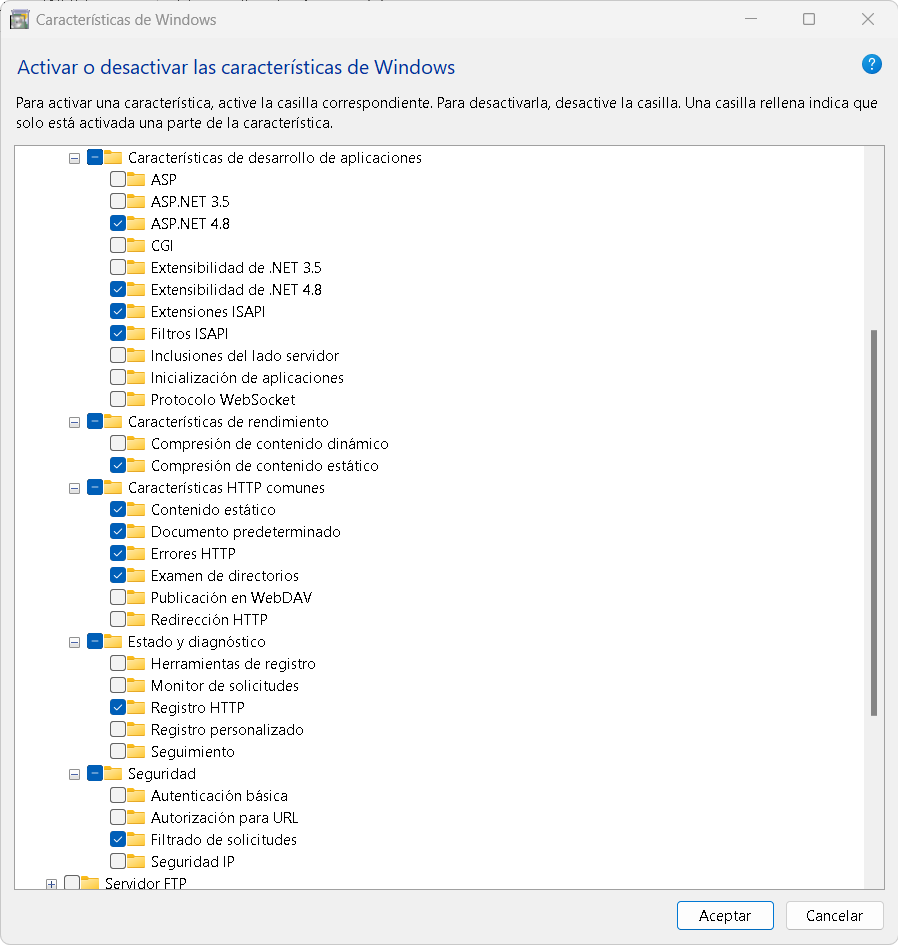 Características de Windows
Activar o desactivar las características de Windows
?
Para activar una característica, active la casilla correspondiente. Para desactivarla, desactive la casilla. Una casilla rellena indica que
solo está activada una parte de la característica.
Características de desarrollo de aplicaciones
ASP
ASP.NET 3.5
ASP.NET 4.8
CGI
Extensibilidad de .NET 3.5
Extensibilidad de .NET 4.8
Extensiones ISAPI
Filtros ISAPI
Inclusiones del lado servidor
Inicialización de aplicaciones
Protocolo WebSocket
Características de rendimiento
Compresión de contenido dinámico
Compresión de contenido estático
Características HTTP comunes
Contenido estático
Documento predeterminado
Errores HTTP
Examen de directorios
Publicación en WebDAV
Redirección HTTP
Estado y diagnóstico
Herramientas de registro
Monitor de solicitudes
Registro HTTP
Registro personalizado
Seguimiento
Seguridad
Autenticación básica
Autorización para URL
Filtrado de solicitudes
Seguridad IP
Servidor FTP
Aceptar
Cancelar